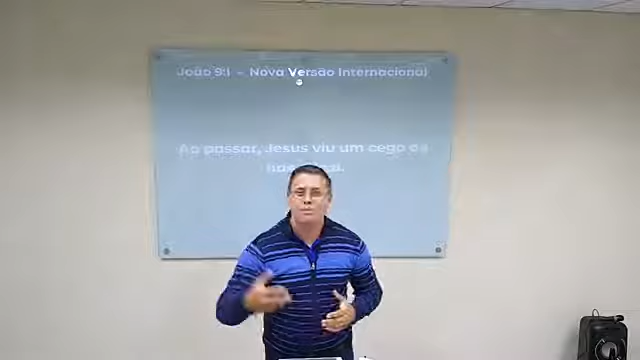 João 9:1 - Nova Versão Internacional
Ao passar, Jesus viu um cego de